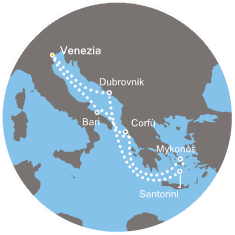 Venezia
Dubrovnik
Bari
Corfù
Mykonos
Santorini